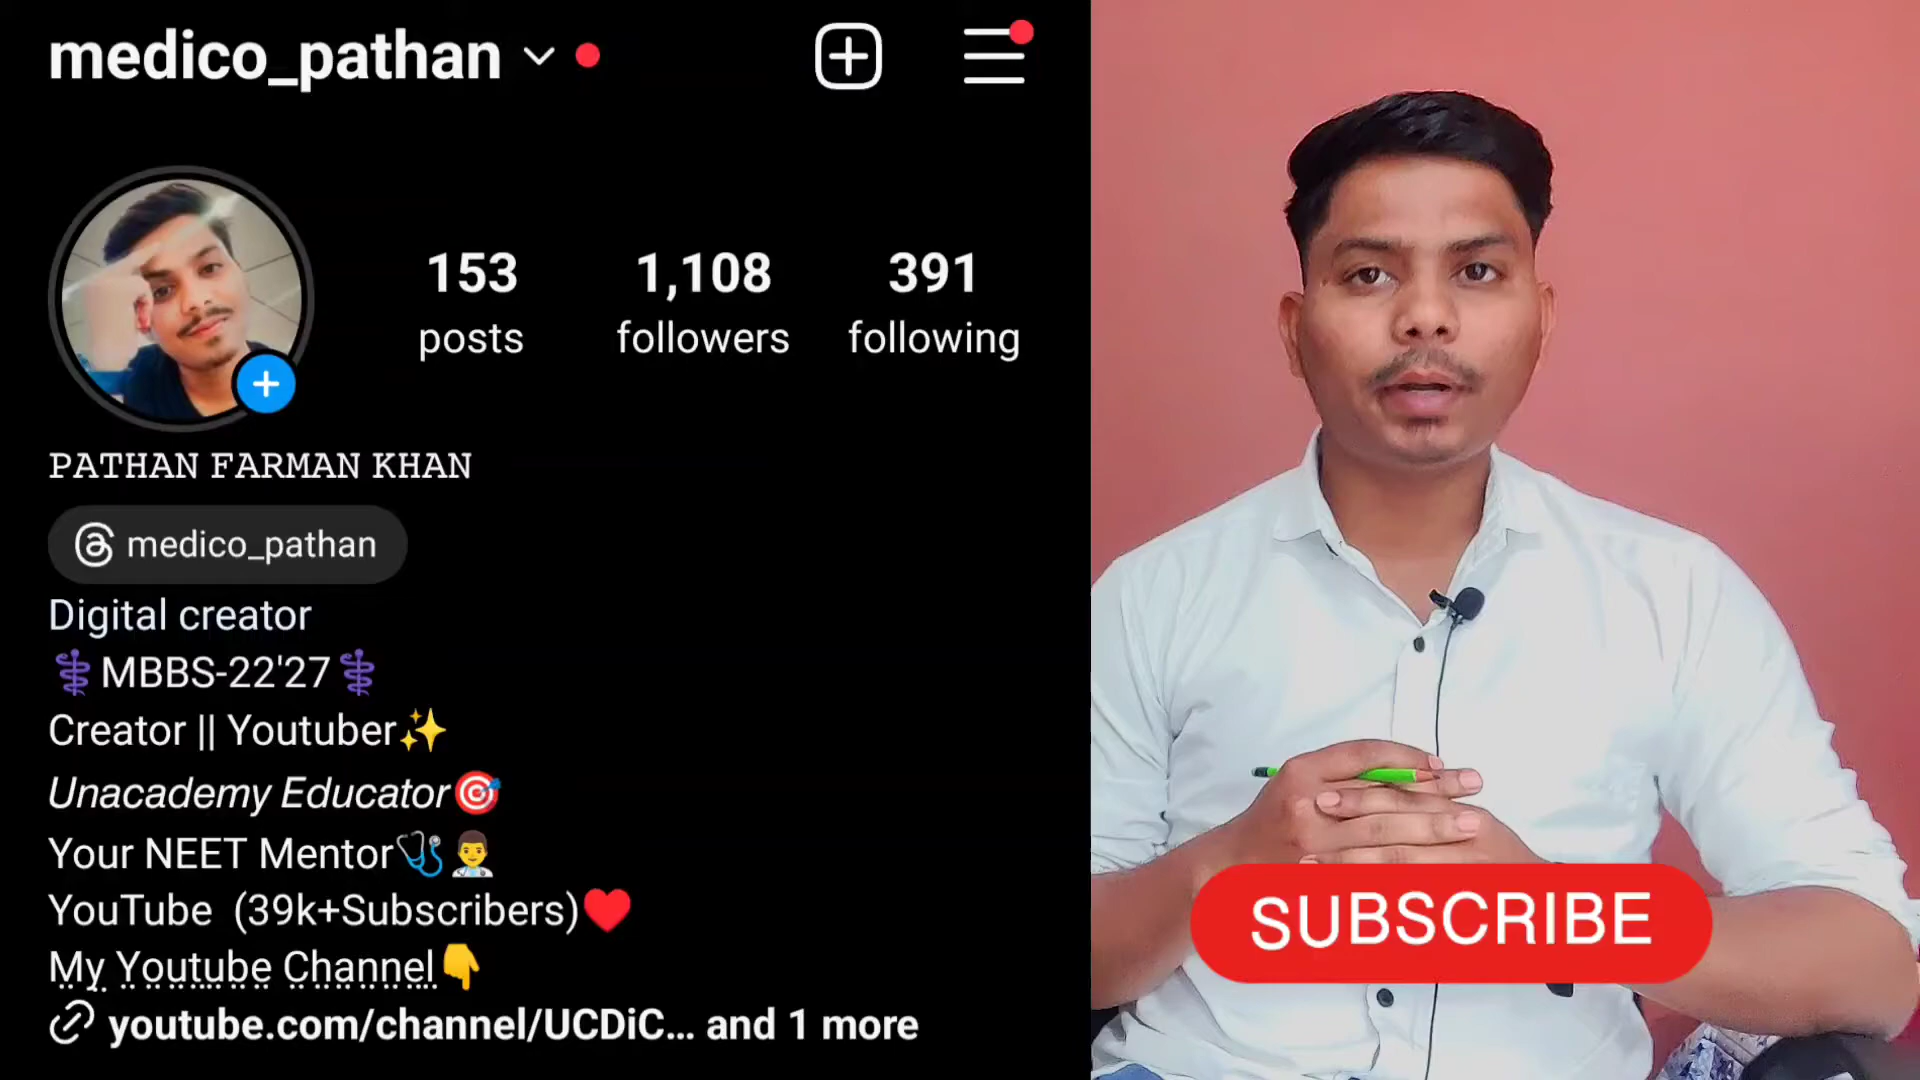 medico_pathan
153 1,108 391
posts followers following
PATHAN FARMAN KHAN
medico_pathan
Digital creator
⚕MBBS-22'27⚕
Creator || Youtuber✨
Unacademy Educator🎯
Your NEET Mentor🩺👨‍⚕️
YouTube (39k+Subscribers)♥️
My Youtube Channel👇
youtube.com/channel/UCDiC... and 1 more
SUBSCRIBE